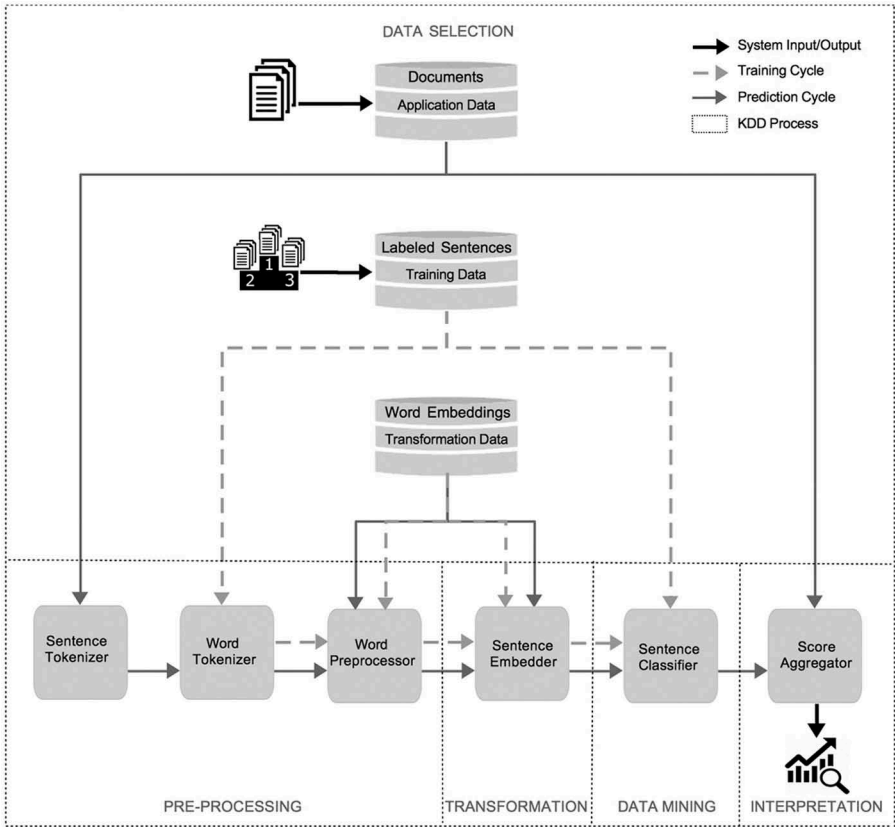 DATA SELECTION
System Input/Output
Training Cycle
Prediction Cycle
KDD Process
Documents
Application Data
Labeled Sentences
Training Data
1
2
3
Word Embeddings
Transformation Data
Sentence
Tokenizer
Word
Tokenizer
Word
Preprocessor
Sentence
Embedder
Sentence
Classifier
Score
Aggregator
PRE-PROCESSING
TRANSFORMATION
DATA MINING
INTERPRETATION